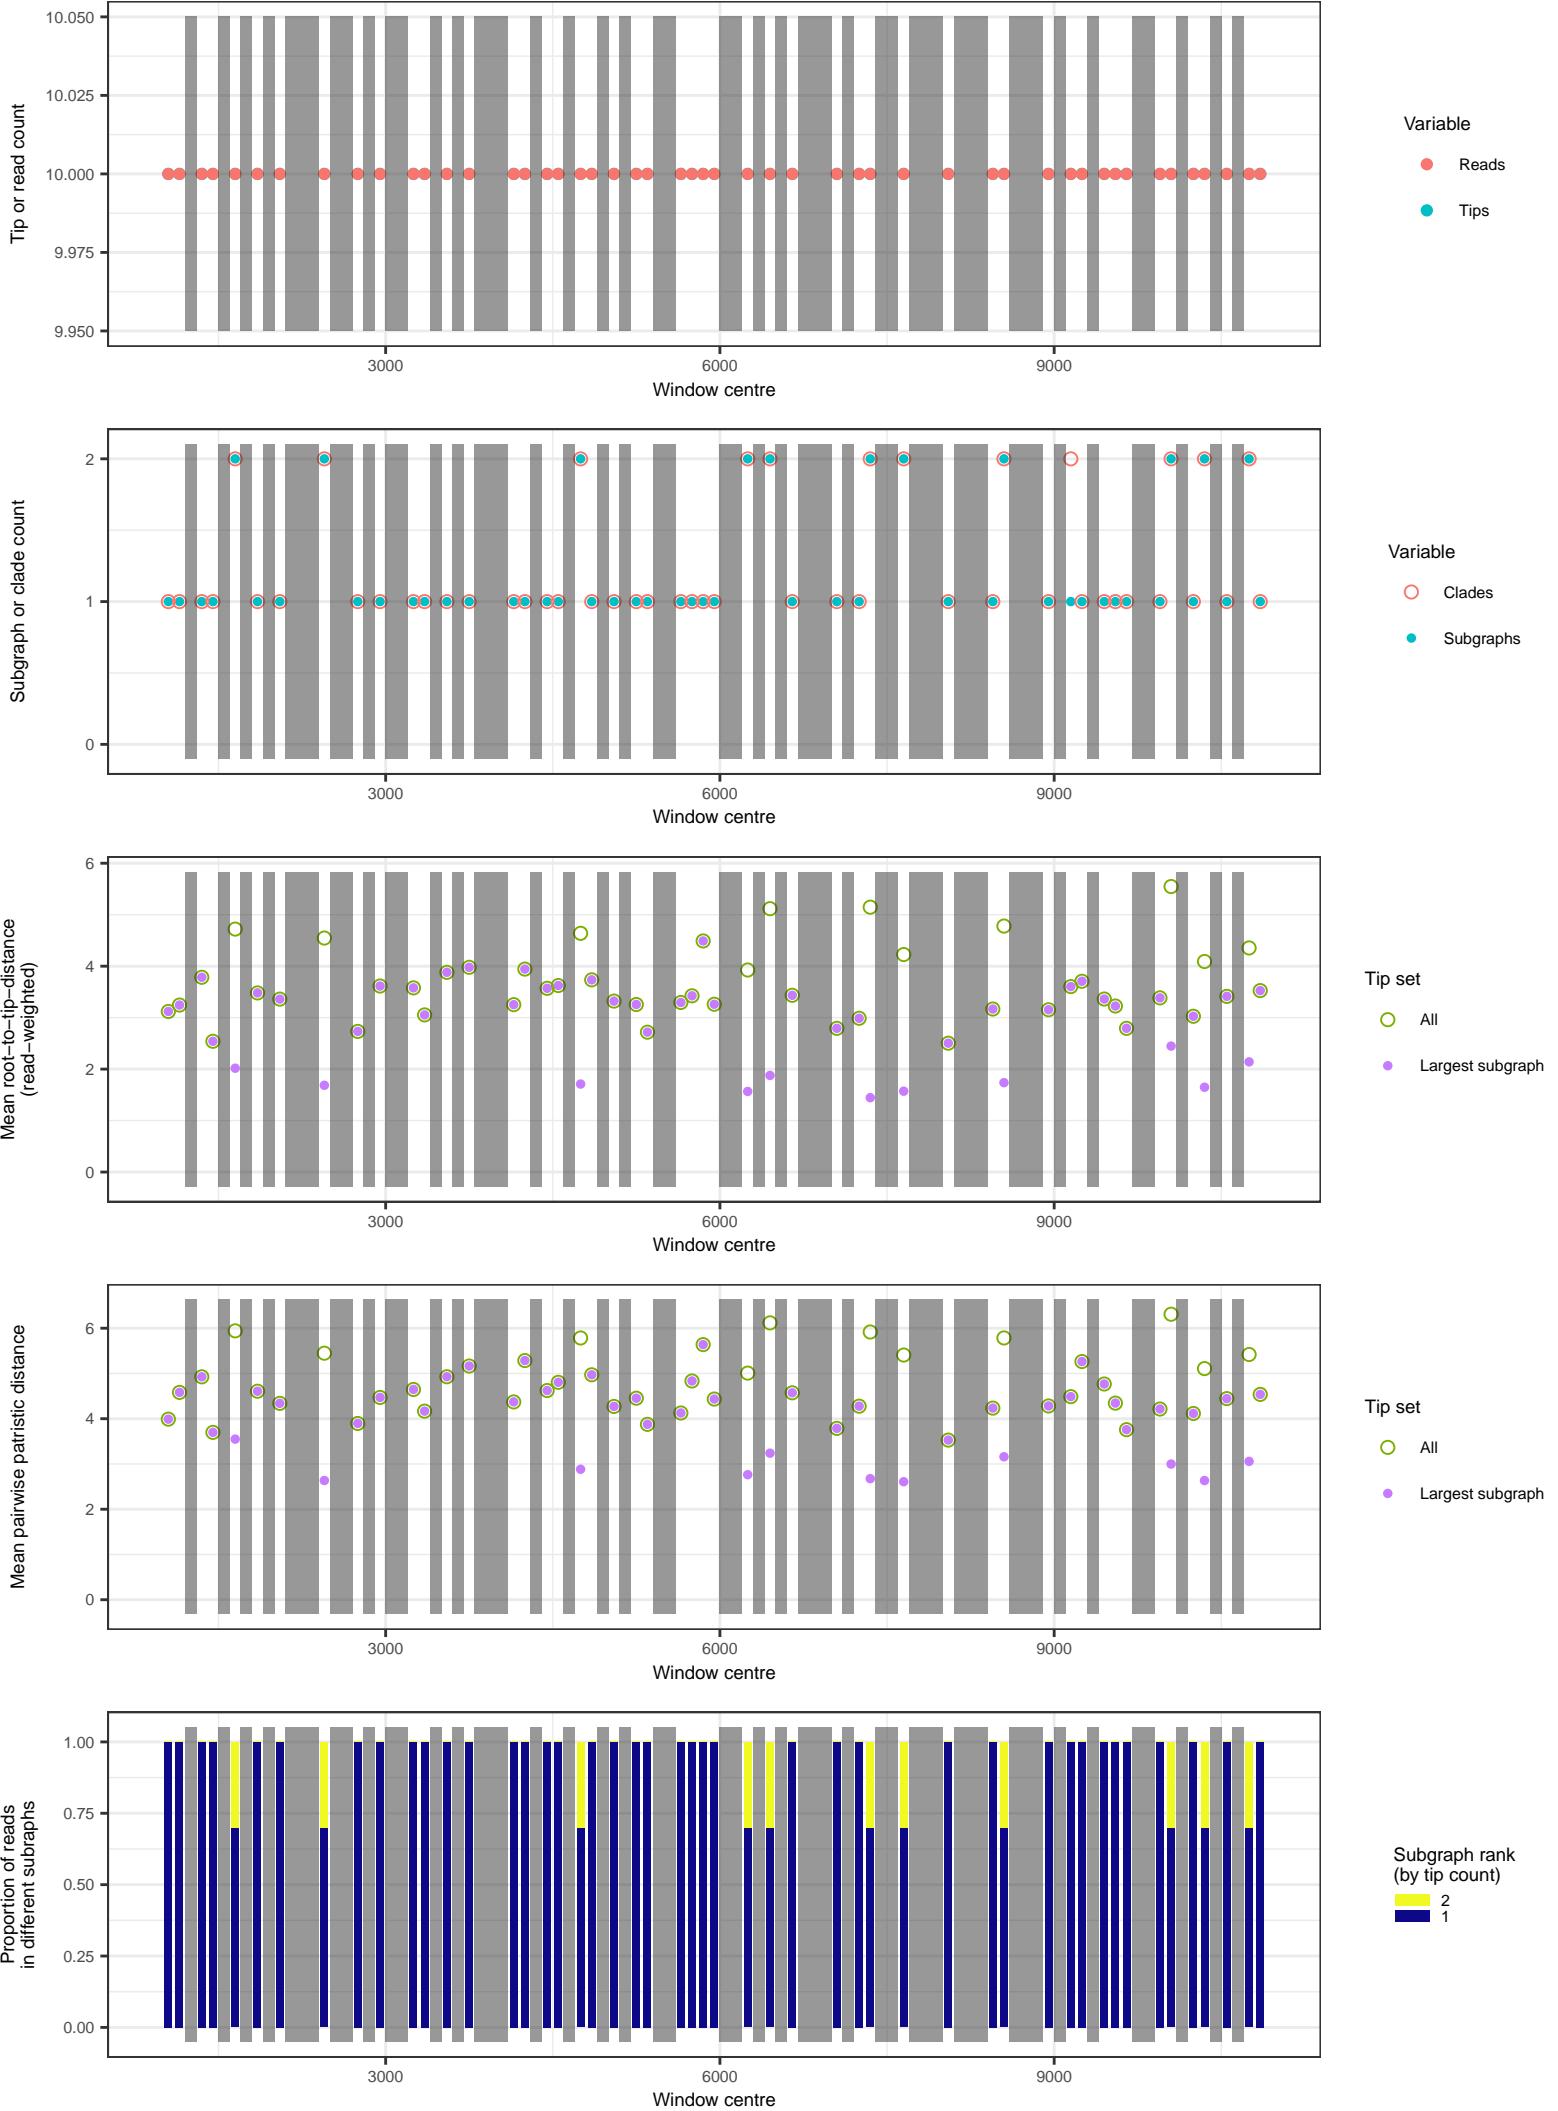 10.050
10.025
10.000
9.975
9.950
Tip or read count
3000
6000
9000
Window centre
Variable
Reads
Tips
2
1
0
Subgraph or clade count
3000
6000
9000
Window centre
Variable
Clades
Subgraphs
6
4
2
0
Mean root−to−tip−distance
(read−weighted)
3000
6000
9000
Window centre
Tip set
All
Largest subgraph
6
4
2
0
Mean pairwise patristic distance
3000
6000
9000
Window centre
Tip set
All
Largest subgraph
1.00
0.75
0.50
0.25
0.00
Proportion of reads
in different subraphs
3000
6000
9000
Window centre
Subgraph rank
(by tip count)
2
1